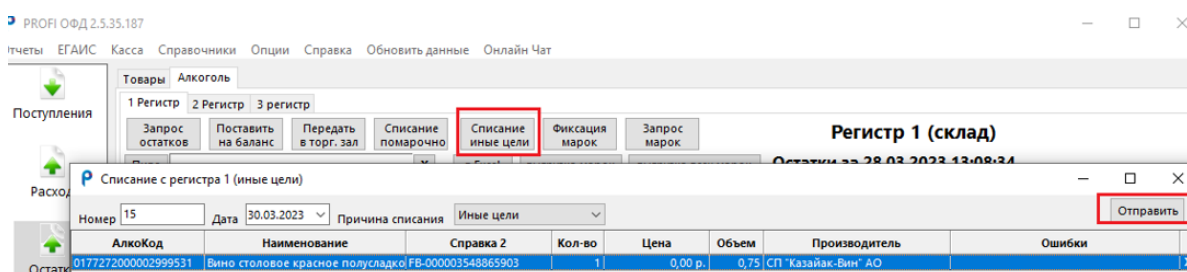 PROFI ОФД 2.5.35.187
Отчеты ЕГАИС Касса Справочники Опции Справка Обновить данные Онлайн Чат
Товары Алкоголь
Поступления
1 Регистр 2 Регистр 3 регистр
Запрос остатков Поставить на баланс Передать в торг. зал Списание помарочно Списание иные цели Фиксация марок Запрос марок
Регистр 1 (склад)
Остатки за 28.03.2023 13:08:34
Расход
Списание с регистра 1 (иные цели)
Номер 15 Дата 30.03.2023 Причина списания Иные цели Отправить
АлкоКод Наименование Справка 2 Кол-во Цена Объем Производитель Ошибки
0177272000002999531 Вино столовое красное полусладко FB-000003548865903 1 0,00 р. 0,75 СП "Казайак-Вин" АО
Остатк